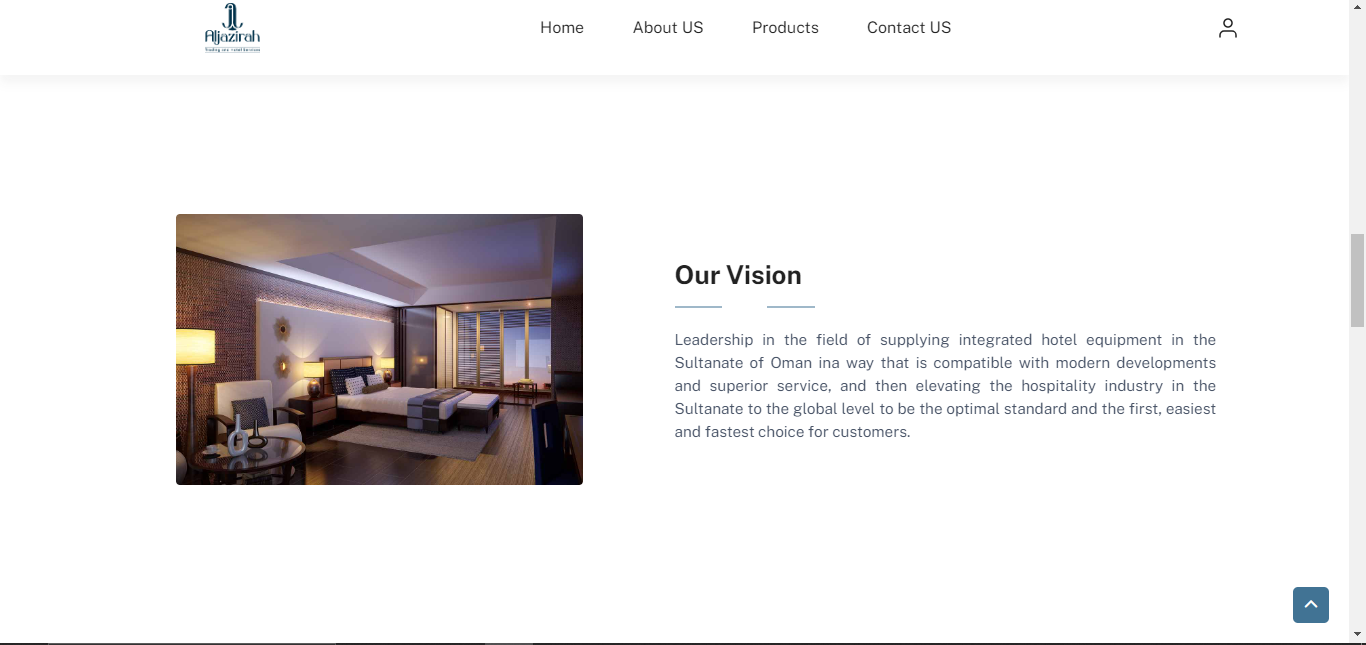 Aljazirah
Home
About US
Products
Contact US
Our Vision
Leadership in the field of supplying integrated hotel equipment in the
Sultanate of Oman ina way that is compatible with modern developments
and superior service, and then elevating the hospitality industry in the
Sultanate to the global level to be the optimal standard and the first, easiest
and fastest choice for customers.